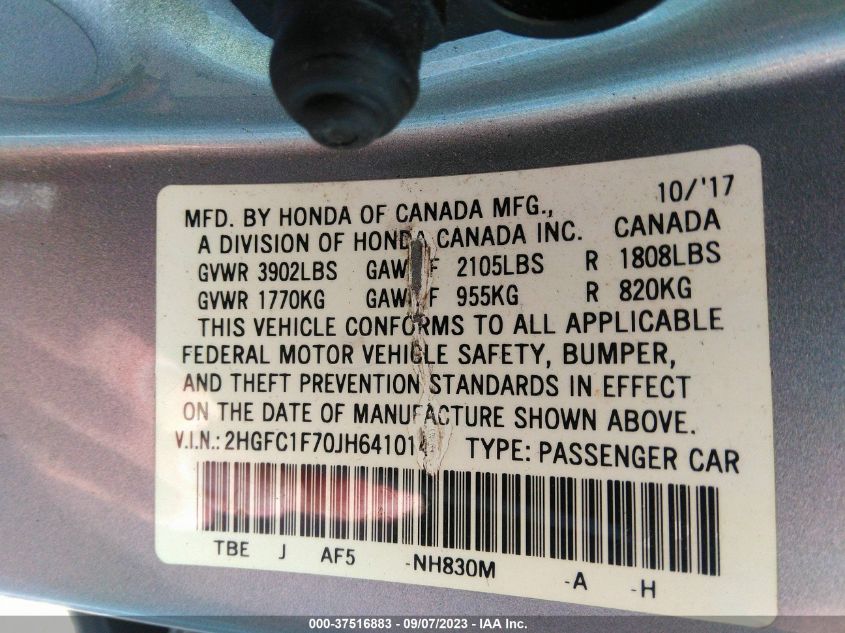 10/'17
MFD. BY HONDA OF CANADA MFG.,
A DIVISION OF HONDA CANADA INC. CANADA
GVWR 3902LBS GAW F 2105LBS R 1808LBS
GVWR 1770KG GAW F 955KG R 820KG
THIS VEHICLE CONFORMS TO ALL APPLICABLE
FEDERAL MOTOR VEHICLE SAFETY, BUMPER,
AND THEFT PREVENTION STANDARDS IN EFFECT
ON THE DATE OF MANUFACTURE SHOWN ABOVE.
V.I.N.: 2HGFC1F70JH641014 TYPE: PASSENGER CAR
TBE J AF5 -NH830M -A -H
000-37516883 - 09/07/2023 - IAA Inc.